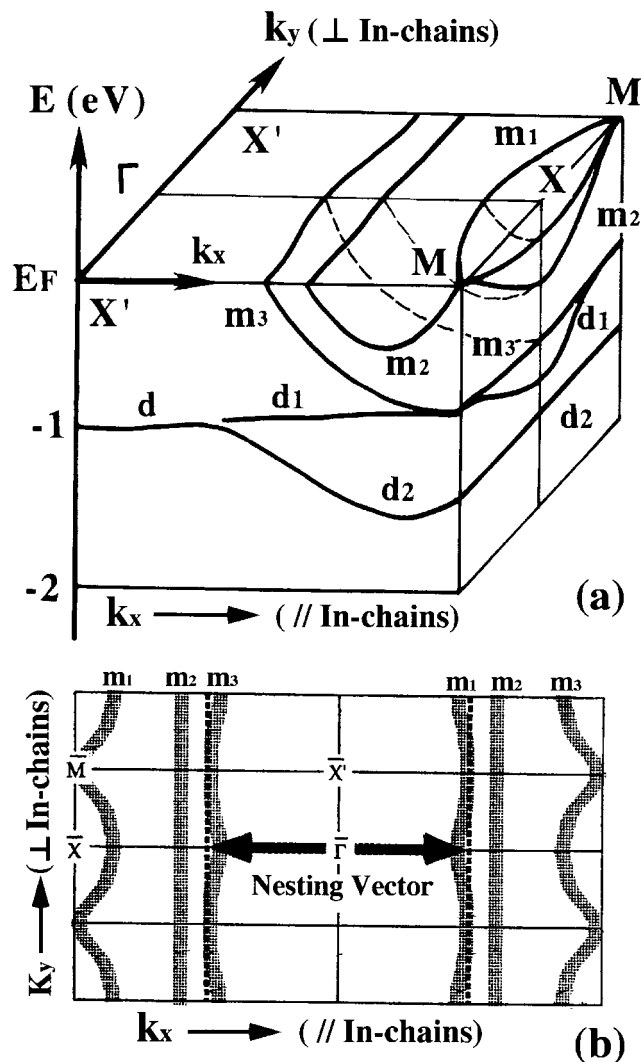 k_y (⊥ In-chains)
E (eV)
M
X'
m1
Γ
X
m2
kx
M
EF
X'
m3
d1
m3
m2
d
d1
-1
d2
d2
-2
kx → ( // In-chains)
(a)
m1 m2 m3 m1 m2 m3
Ky → (⊥ In-chains)
M̄
X̄'
X̄
Γ̄
Nesting Vector
kx → ( // In-chains)
(b)